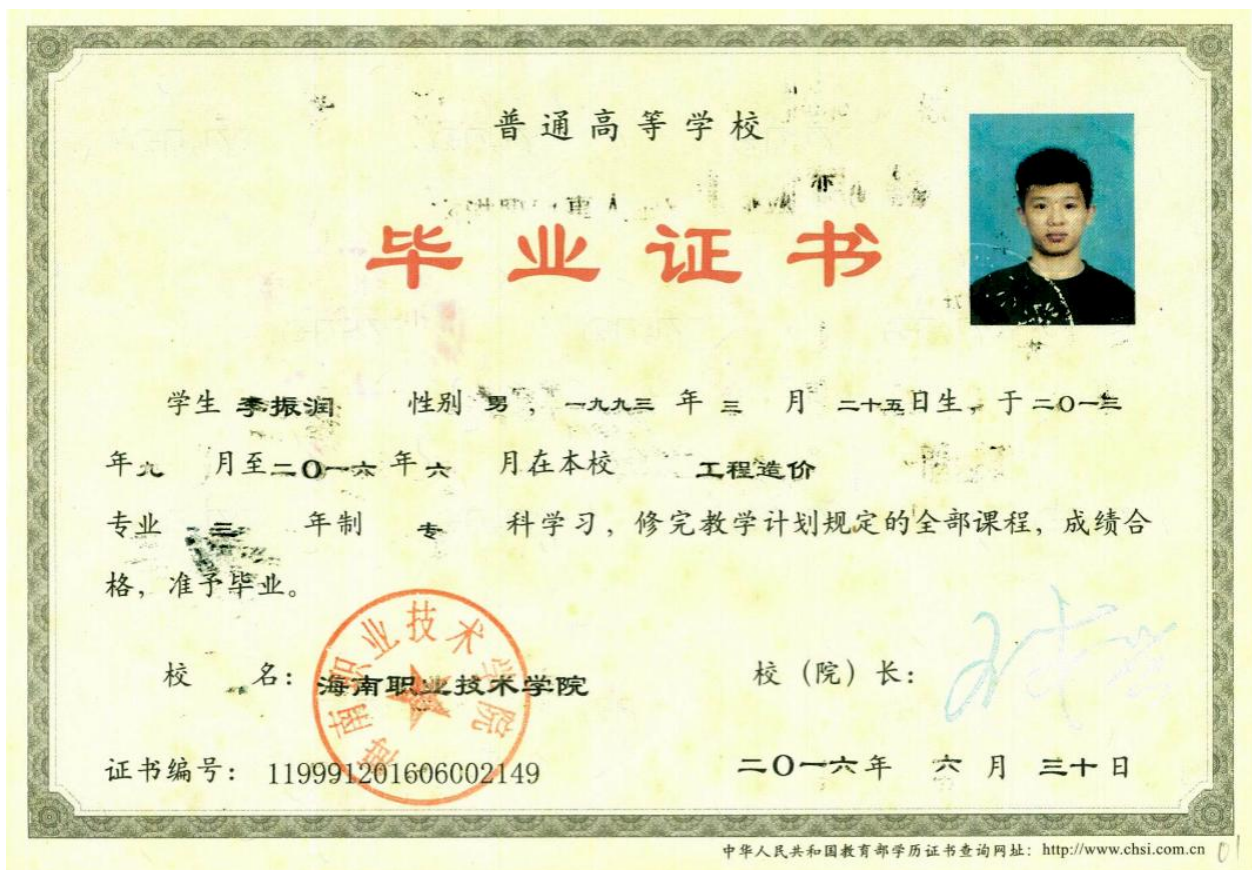 普通高等学校
毕业证书
学生 李振润 性别 男，一九九三 年 三 月 二十五日生，于二〇一三
年九 月至二〇一六 年六 月在本校 工程造价
专业 三 年制 专 科学习，修完教学计划规定的全部课程，成绩合
格，准予毕业。
海南职业技术学院
校 名：海南职业技术学院 校（院）长：
证书编号：119991201606002149 二〇一六年 六 月 三十日
中华人民共和国教育部学历证书查询网址：http://www.chsi.com.cn 01